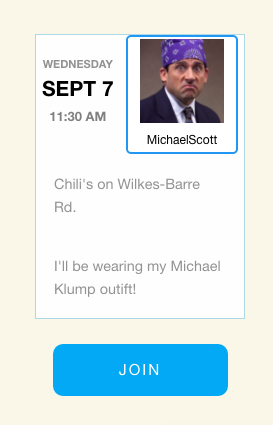 WEDNESDAY
SEPT 7
11:30 AM
MichaelScott
Chili's on Wilkes-Barre
Rd.
I'll be wearing my Michael
Klump outift!
JOIN